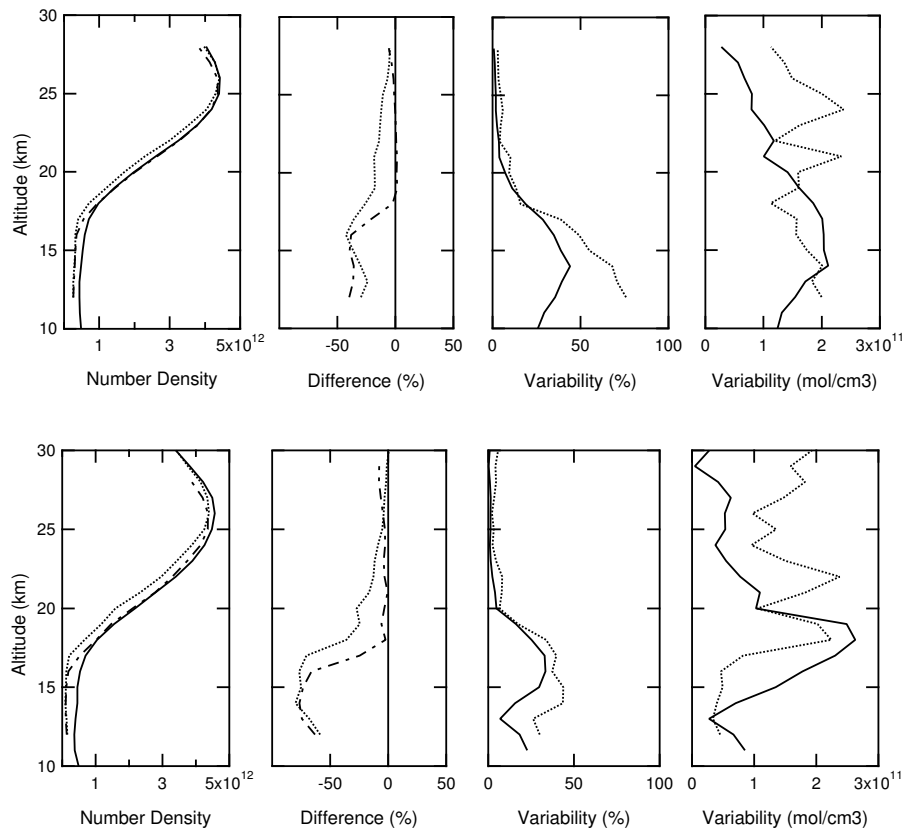 30
25
20
15
10
Altitude (km)
1 3 5x10¹²
Number Density
-50 0 50
Difference (%)
0 50 100
Variability (%)
0 1 2 3x10¹¹
Variability (mol/cm3)
30
25
20
15
10
Altitude (km)
1 3 5x10¹²
Number Density
-50 0 50
Difference (%)
0 50 100
Variability (%)
0 1 2 3x10¹¹
Variability (mol/cm3)